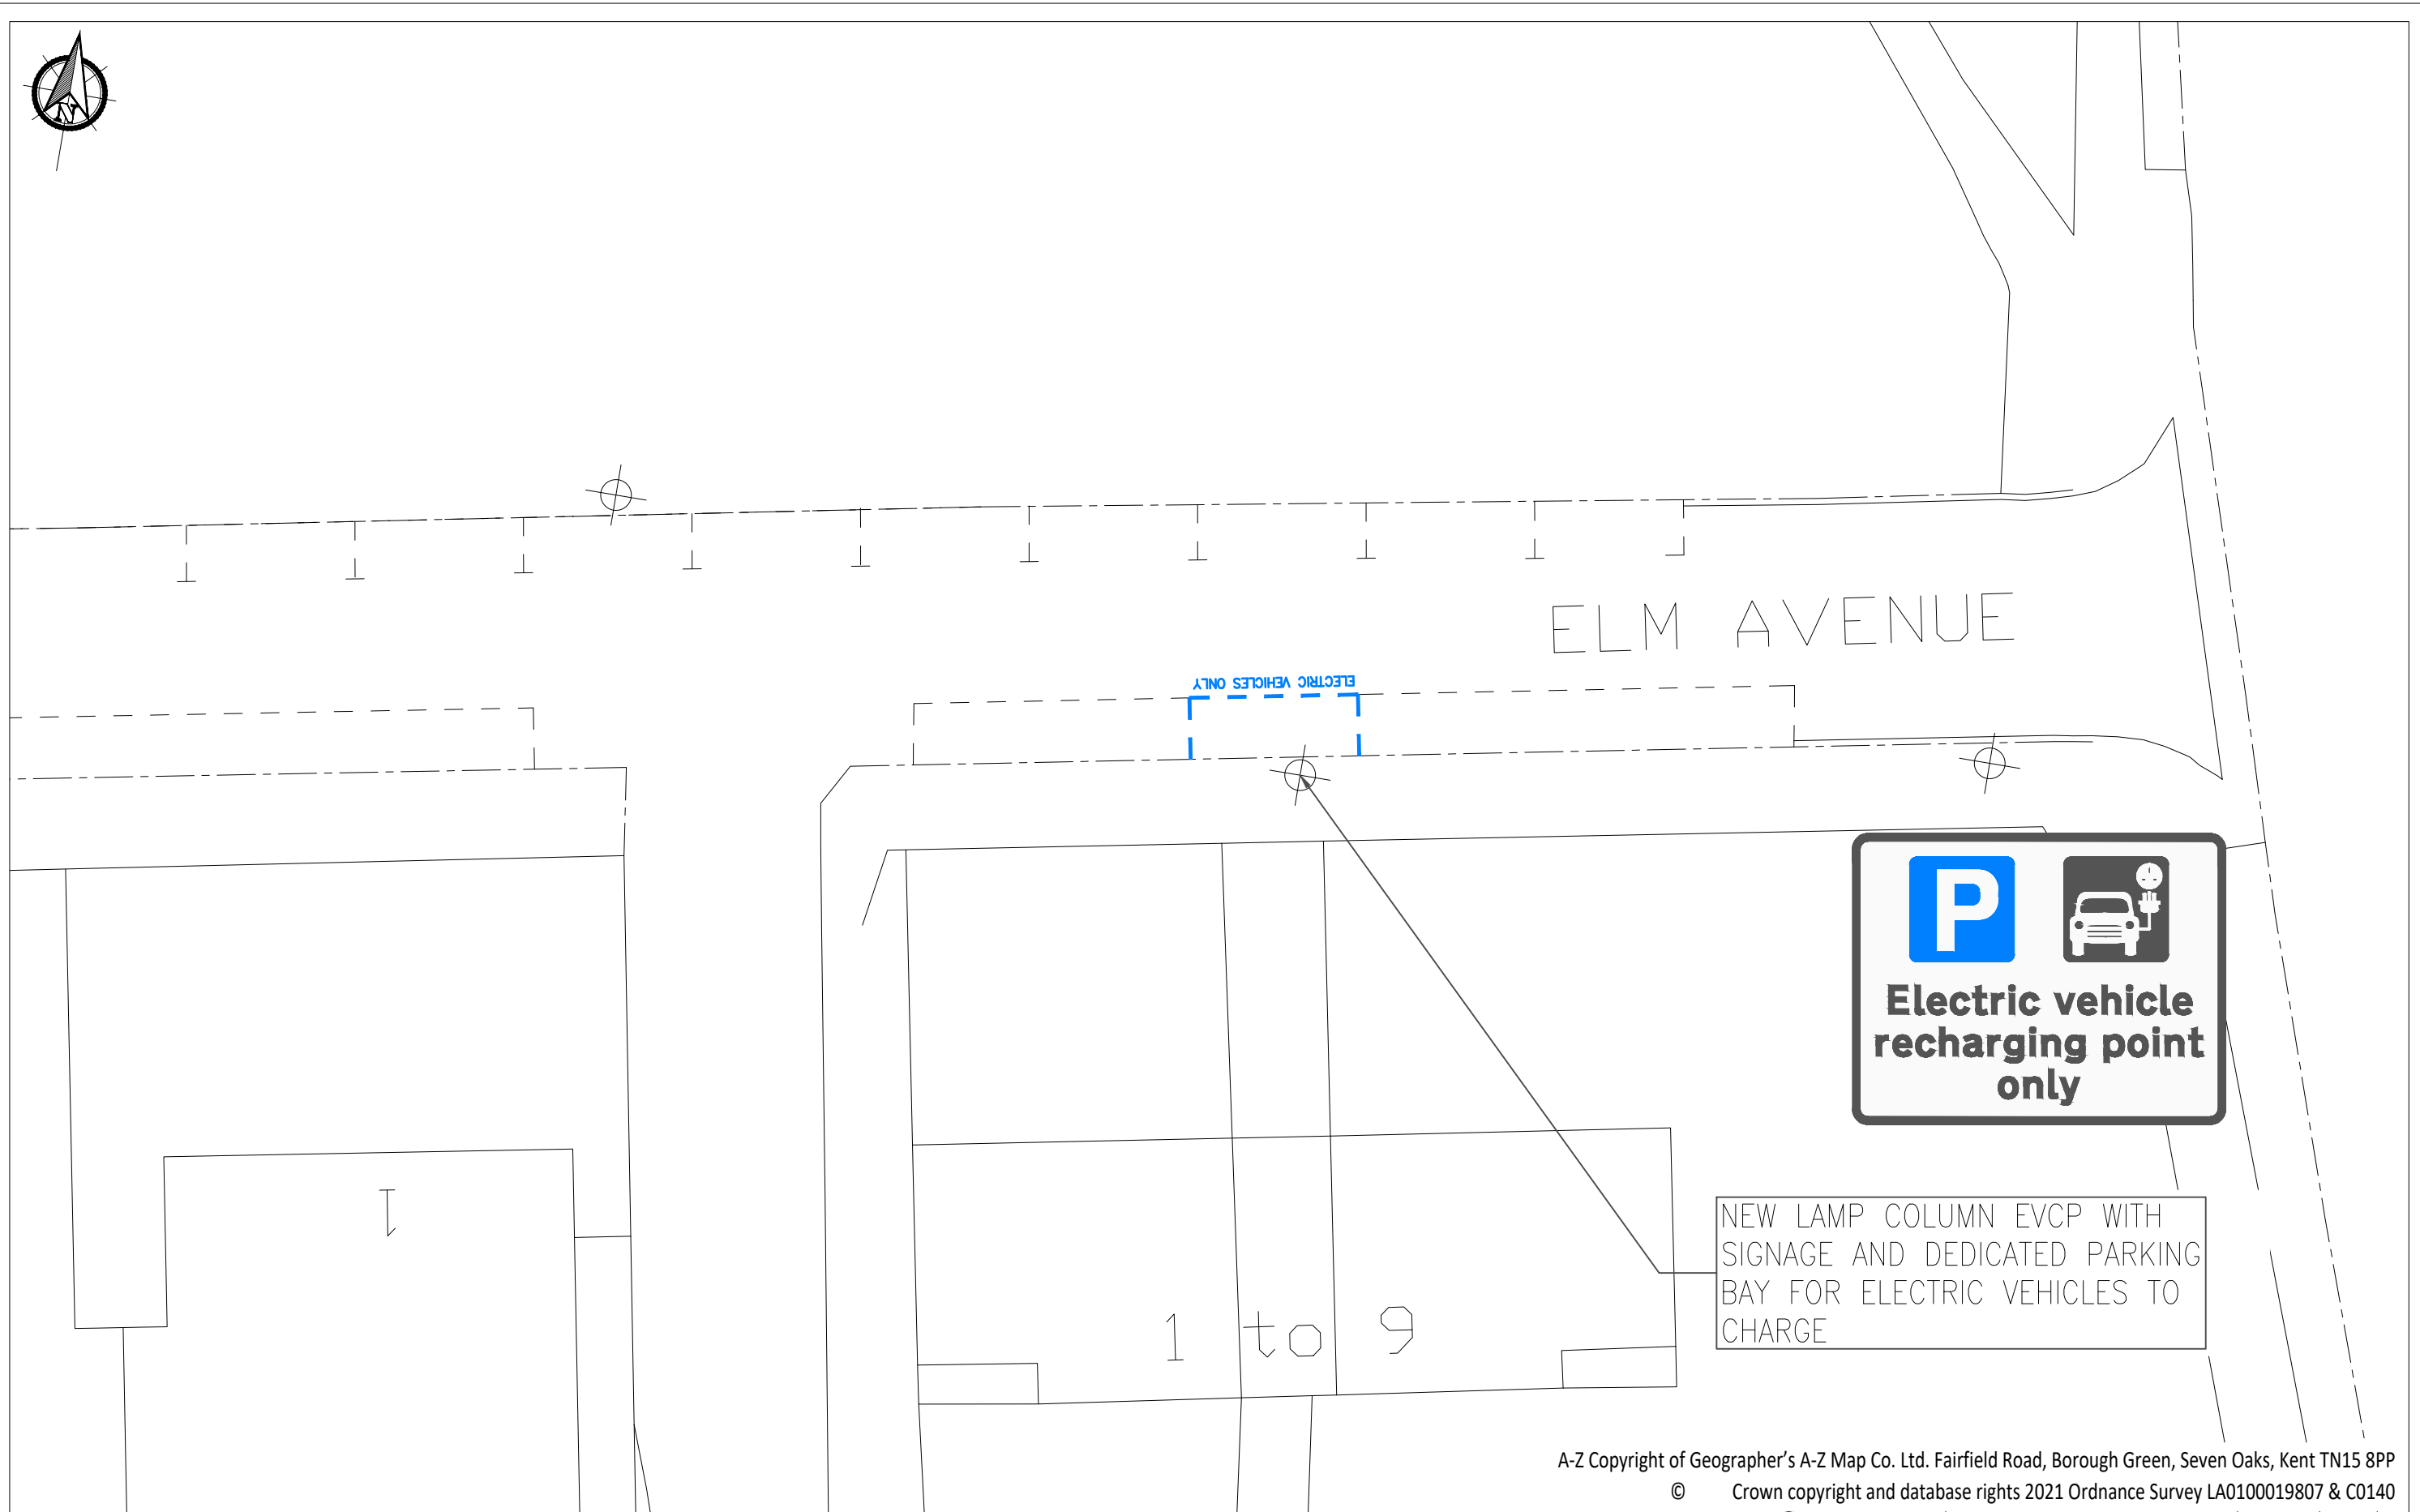 N
ELM AVENUE
ELECTRIC VEHICLES ONLY
P
Electric vehicle
recharging point
only
1
NEW LAMP COLUMN EVCP WITH
SIGNAGE AND DEDICATED PARKING
BAY FOR ELECTRIC VEHICLES TO
CHARGE
1 to 9
A-Z Copyright of Geographer's A-Z Map Co. Ltd. Fairfield Road, Borough Green, Seven Oaks, Kent TN15 8PP
© Crown copyright and database rights 2021 Ordnance Survey LA0100019807 & C0140